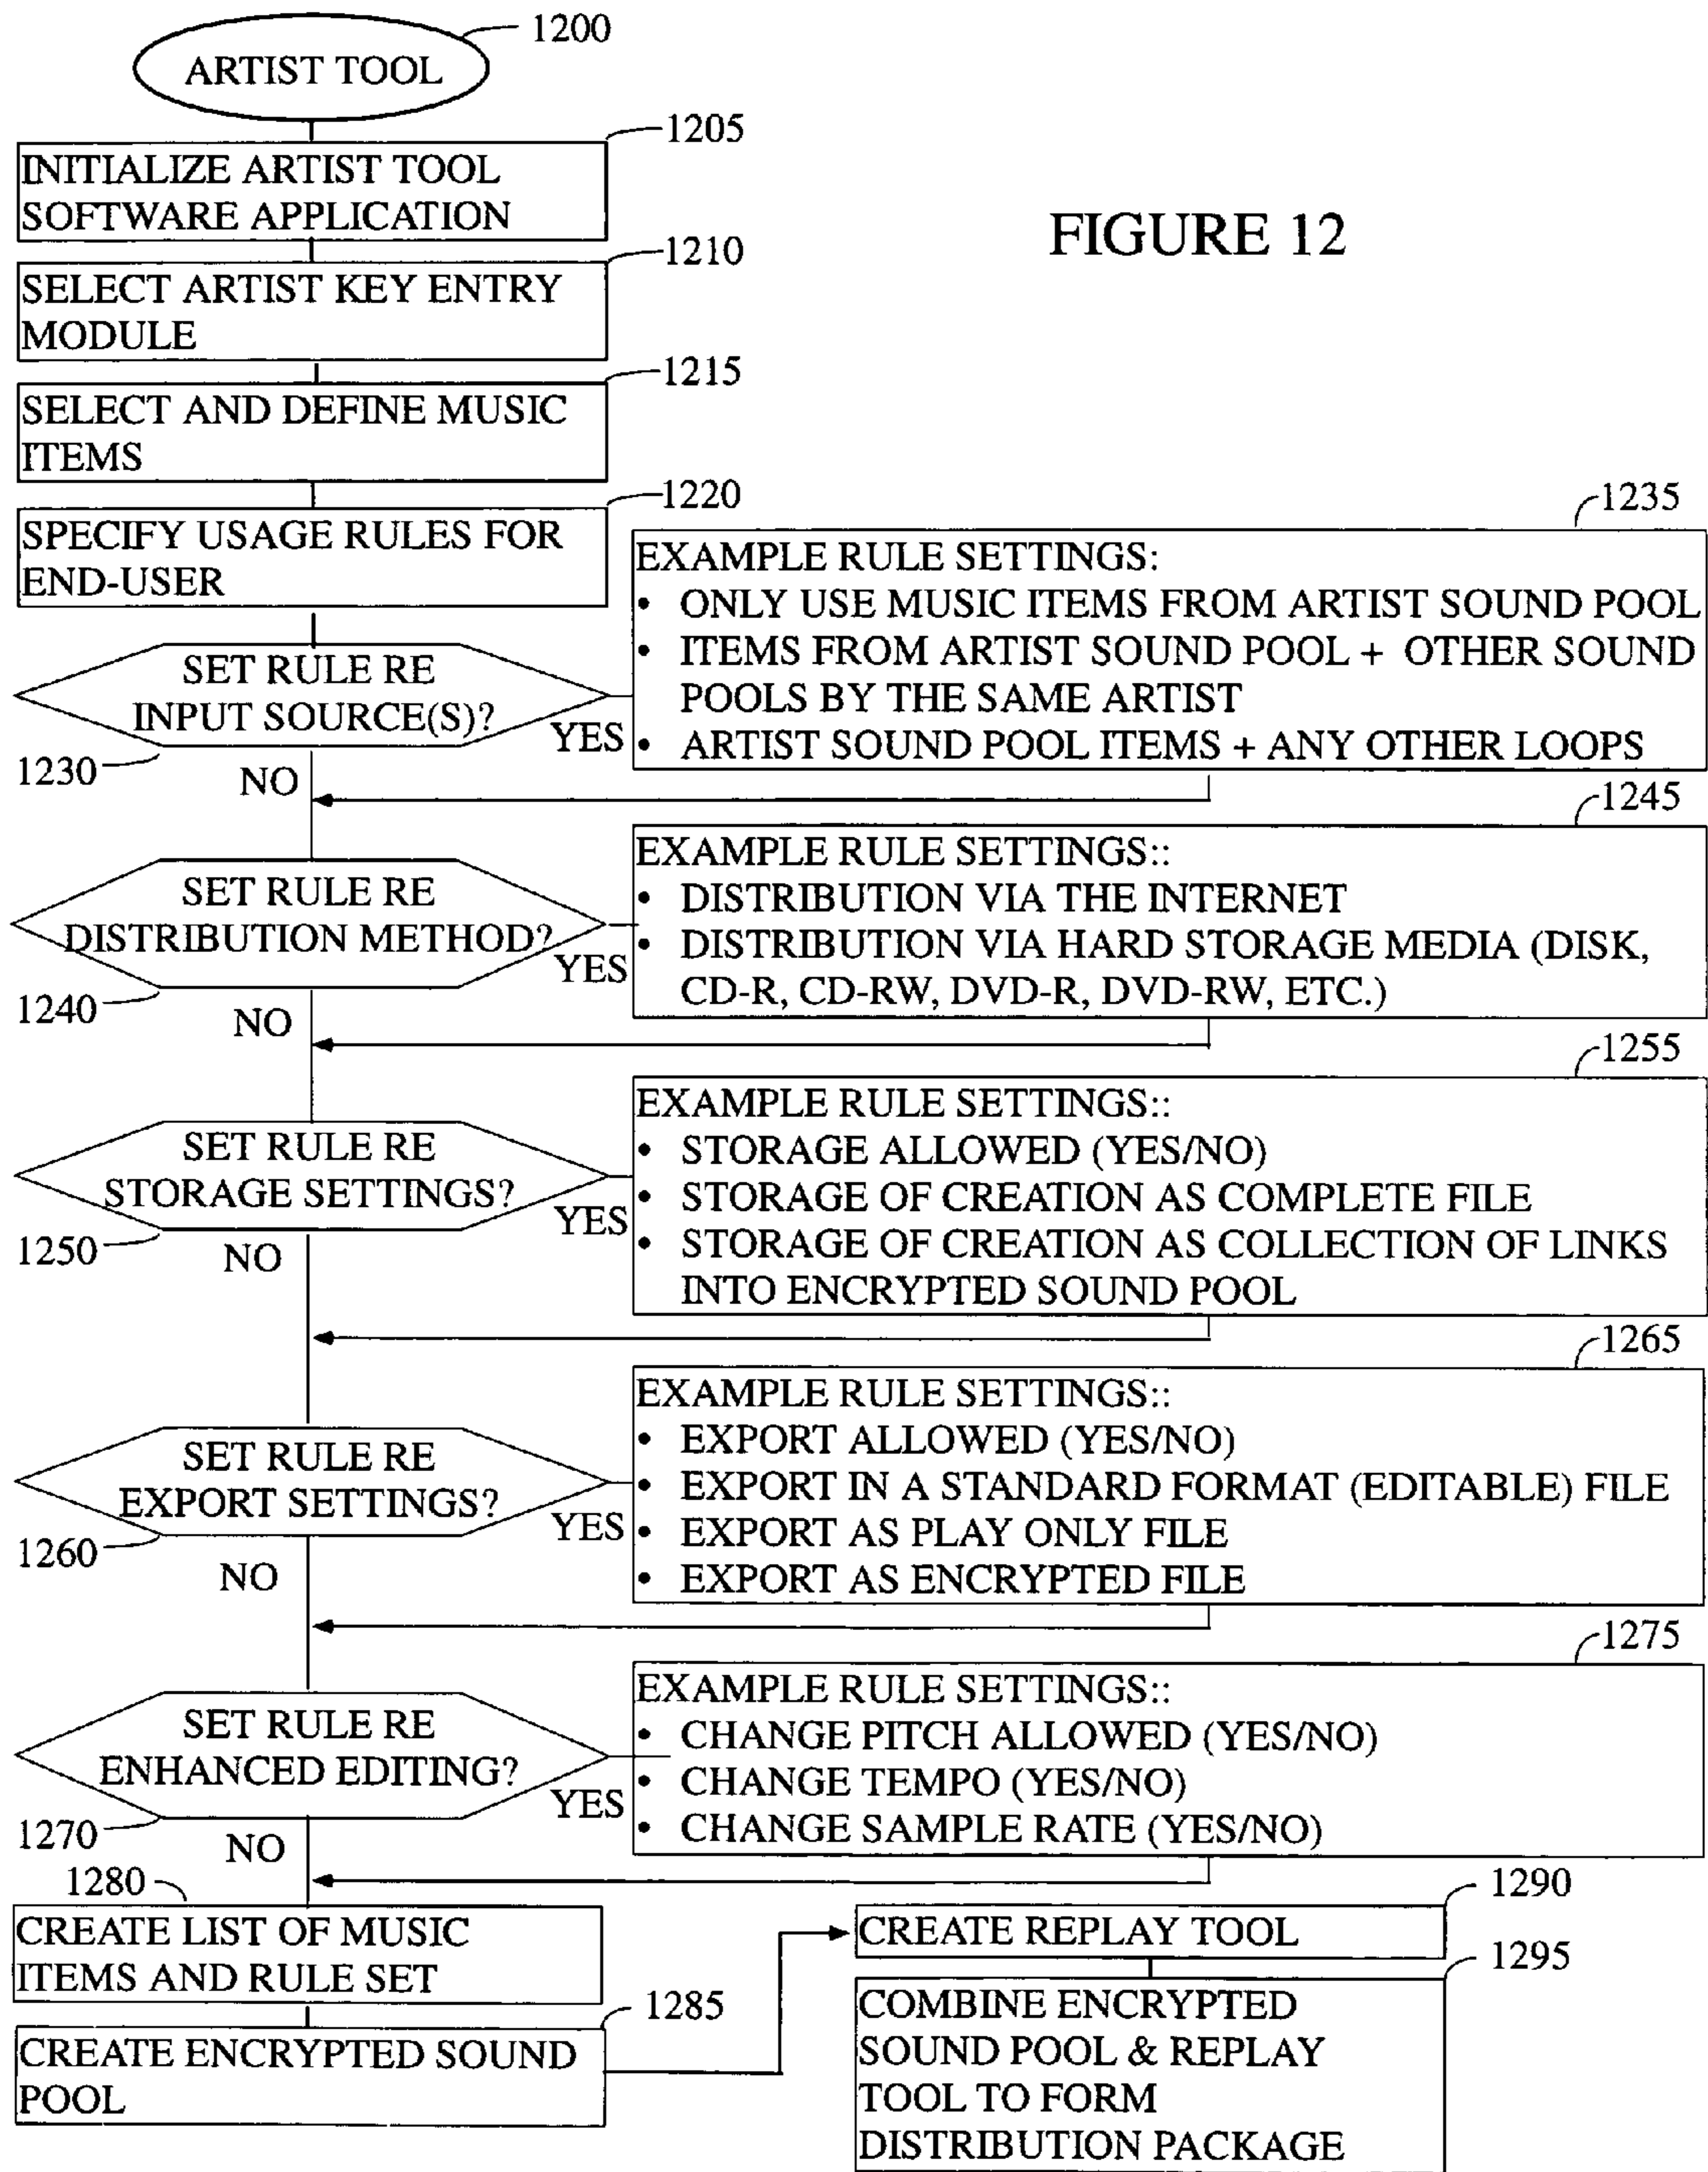 1200
ARTIST TOOL
1205
INITIALIZE ARTIST TOOL
SOFTWARE APPLICATION
FIGURE 12
1210
SELECT ARTIST KEY ENTRY
MODULE
1215
SELECT AND DEFINE MUSIC
ITEMS
1220
SPECIFY USAGE RULES FOR
END-USER
1235
EXAMPLE RULE SETTINGS:
• ONLY USE MUSIC ITEMS FROM ARTIST SOUND POOL
• ITEMS FROM ARTIST SOUND POOL + OTHER SOUND
POOLS BY THE SAME ARTIST
• ARTIST SOUND POOL ITEMS + ANY OTHER LOOPS
SET RULE RE
INPUT SOURCE(S)?
YES
1230
NO
1245
EXAMPLE RULE SETTINGS::
• DISTRIBUTION VIA THE INTERNET
• DISTRIBUTION VIA HARD STORAGE MEDIA (DISK,
CD-R, CD-RW, DVD-R, DVD-RW, ETC.)
SET RULE RE
DISTRIBUTION METHOD?
YES
1240
NO
1255
EXAMPLE RULE SETTINGS::
• STORAGE ALLOWED (YES/NO)
• STORAGE OF CREATION AS COMPLETE FILE
• STORAGE OF CREATION AS COLLECTION OF LINKS
INTO ENCRYPTED SOUND POOL
SET RULE RE
STORAGE SETTINGS?
YES
1250
NO
1265
EXAMPLE RULE SETTINGS::
• EXPORT ALLOWED (YES/NO)
• EXPORT IN A STANDARD FORMAT (EDITABLE) FILE
• EXPORT AS PLAY ONLY FILE
• EXPORT AS ENCRYPTED FILE
SET RULE RE
EXPORT SETTINGS?
YES
1260
NO
1275
EXAMPLE RULE SETTINGS::
• CHANGE PITCH ALLOWED (YES/NO)
• CHANGE TEMPO (YES/NO)
• CHANGE SAMPLE RATE (YES/NO)
SET RULE RE
ENHANCED EDITING?
YES
1270
NO
1280
CREATE LIST OF MUSIC
ITEMS AND RULE SET
1285
CREATE ENCRYPTED SOUND
POOL
1290
CREATE REPLAY TOOL
1295
COMBINE ENCRYPTED
SOUND POOL & REPLAY
TOOL TO FORM
DISTRIBUTION PACKAGE